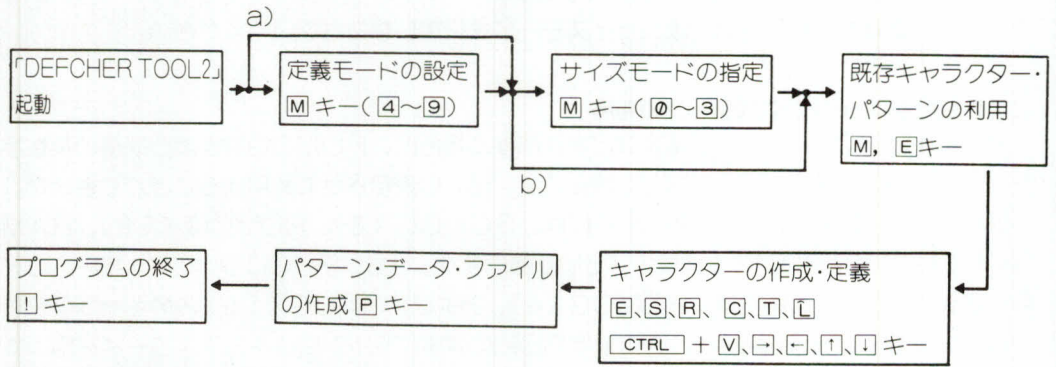 a)
「DEFCHER TOOL2」
起動
定義モードの設定
M キー( 4～9)
サイズモードの指定
M キー( 0～3)
既存キャラクター・
パターンの利用
M, Eキー
b)
キャラクターの作成・定義
E、S、R、C、T、L
CTRL + V、→、←、↑、↓ キー
パターン・データ・ファイル
の作成 P キー
プログラムの終了
! キー